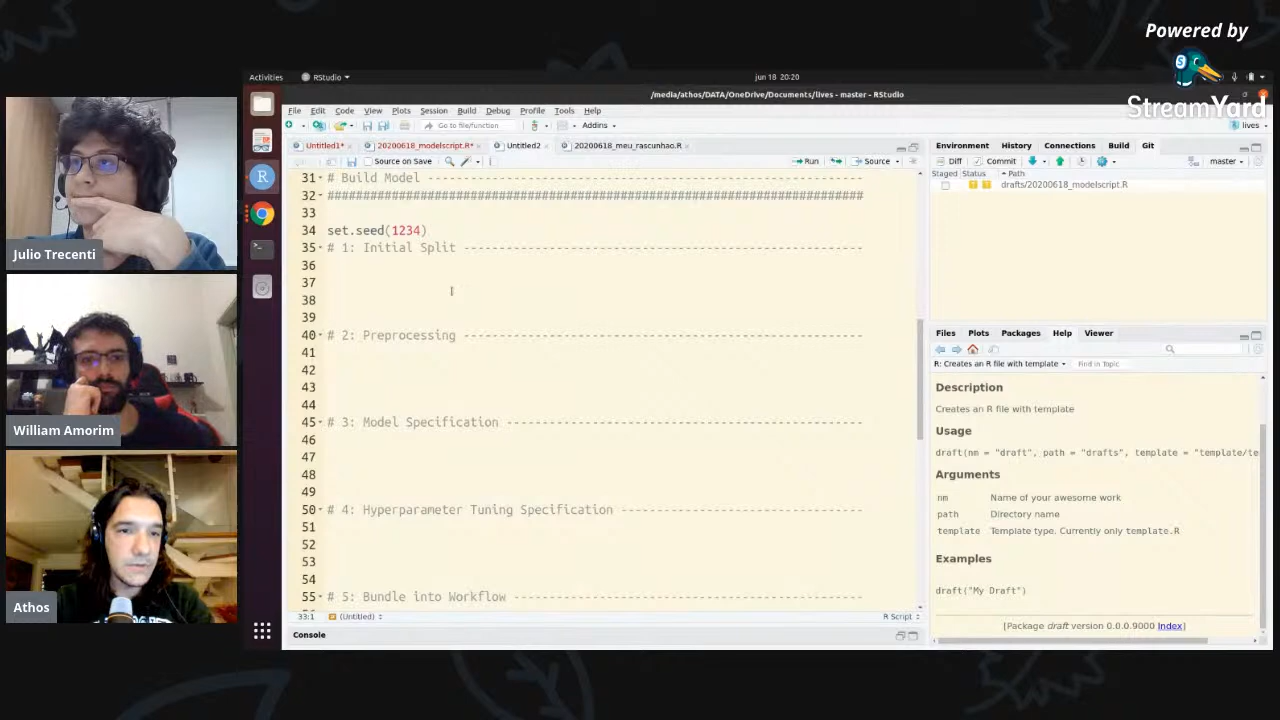 Powered by
StreamYard
Julio Trecenti
William Amorim
Athos
Activities RStudio jun 18 20:20
/media/athos/DATA/OneDrive/Documents/lives - master - RStudio
File Edit Code View Plots Session Build Debug Profile Tools Help
Go to file/function Addins lives
Untitled1* 20200618_modelscript.R* Untitled2 20200618_meu_rascunhao.R
Source on Save Run Source
31 # Build Model ----------------------------------------------------------
32 ###########################################################################
33
34 set.seed(1234)
35 # 1: Initial Split ---------------------------------------------
36
37
38
39
40 # 2: Preprocessing ---------------------------------------------
41
42
43
44
45 # 3: Model Specification ----------------------------------------
46
47
48
49
50 # 4: Hyperparameter Tuning Specification ---------------------------
51
52
53
54
55 # 5: Bundle into Workflow ---------------------------------------
33:1 (Untitled) R Script
Console
Environment History Connections Build Git
Diff Commit master
Staged Status Path
drafts/20200618_modelscript.R
Files Plots Packages Help Viewer
R: Creates an R file with template Find in Topic
Description
Creates an R file with template
Usage
draft(nm = "draft", path = "drafts", template = "template/te
Arguments
nm Name of your awesome work
path Directory name
template Template type. Currently only template.R
Examples
draft("My Draft")
[Package draft version 0.0.0.9000 Index]